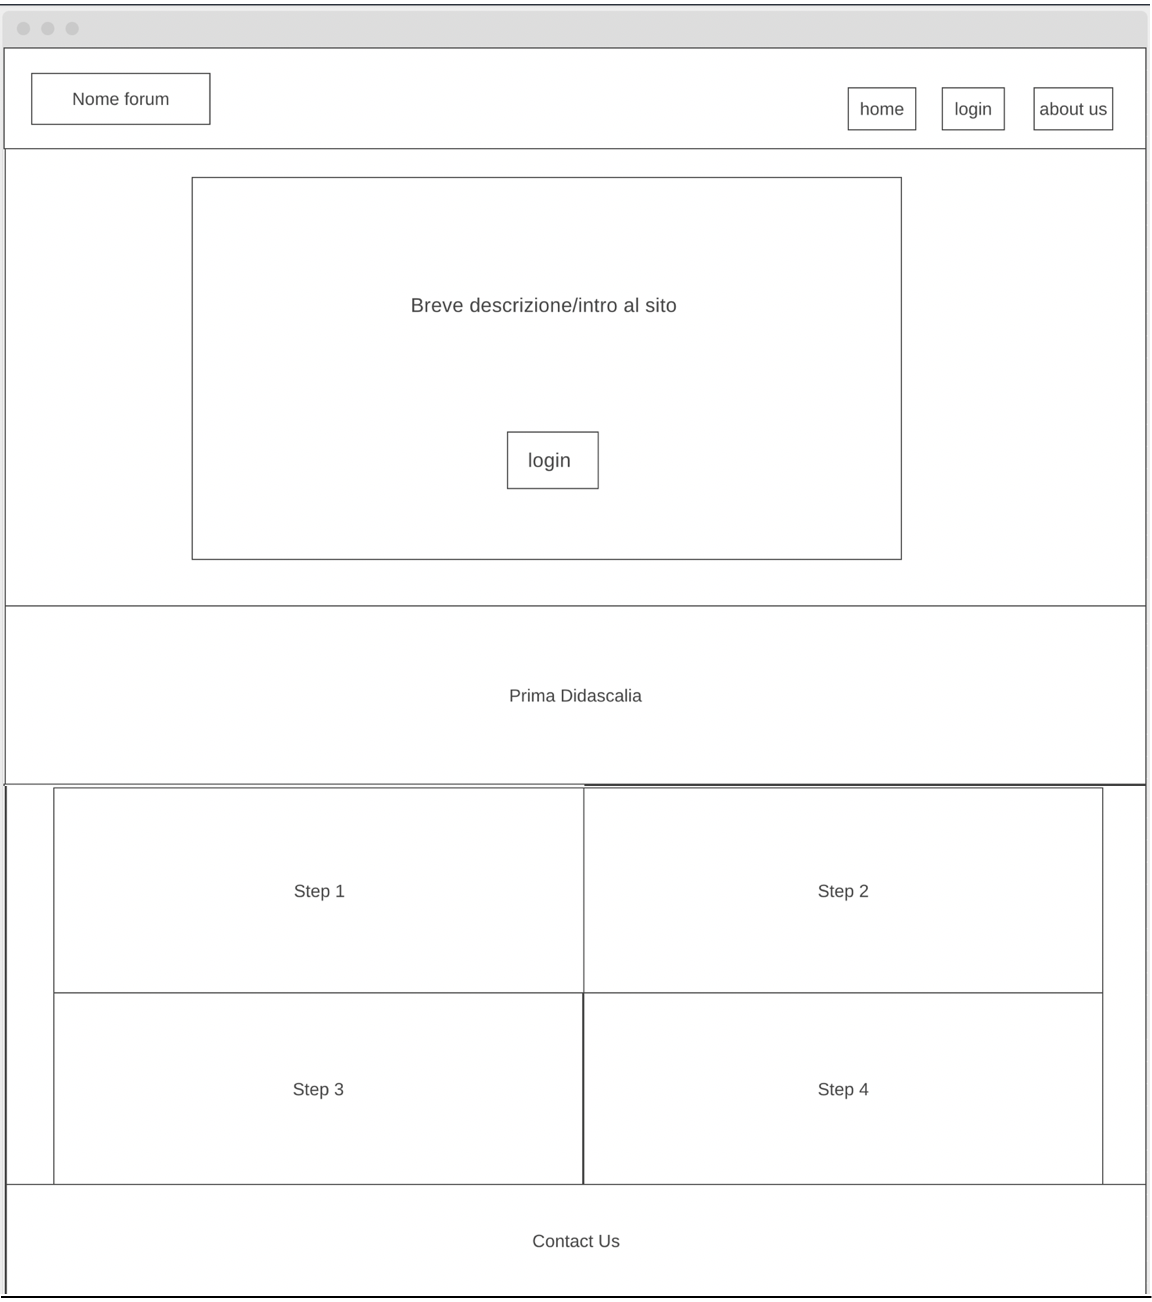 Nome forum
home
login
about us
Breve descrizione/intro al sito
login
Prima Didascalia
Step 1
Step 2
Step 3
Step 4
Contact Us